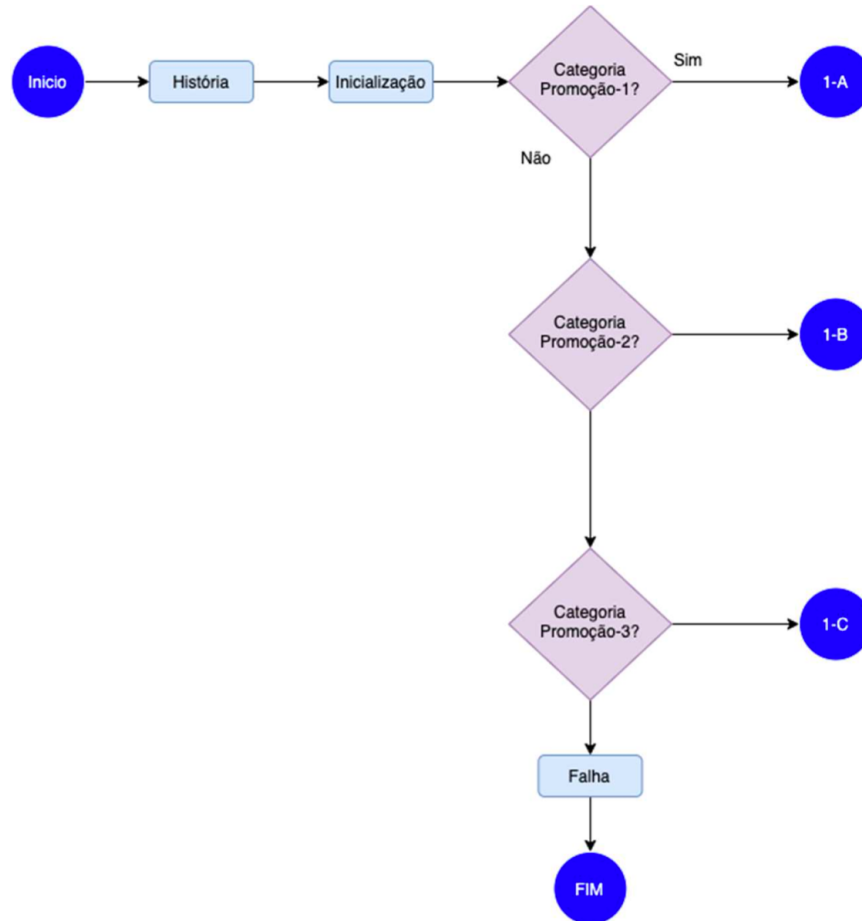 Inicio
História
Inicialização
Categoria
Promoção-1?
Sim
1-A
Não
Categoria
Promoção-2?
1-B
Categoria
Promoção-3?
1-C
Falha
FIM